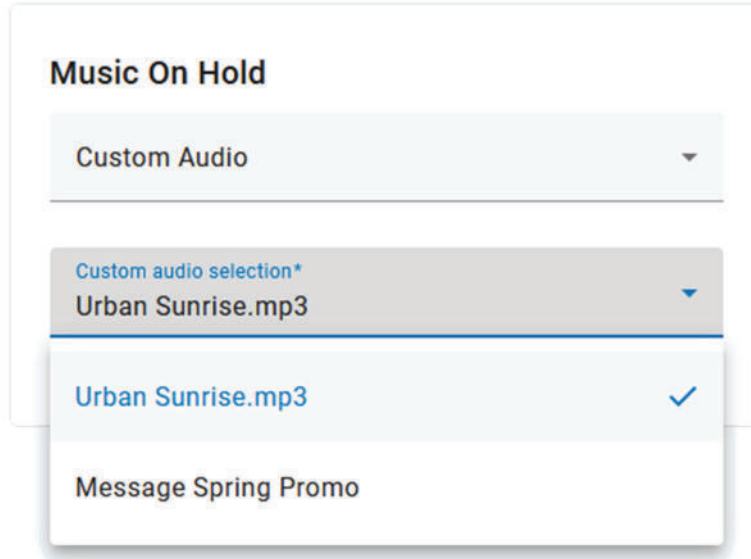 Music On Hold
Custom Audio
Custom audio selection*
Urban Sunrise.mp3
Urban Sunrise.mp3
Message Spring Promo